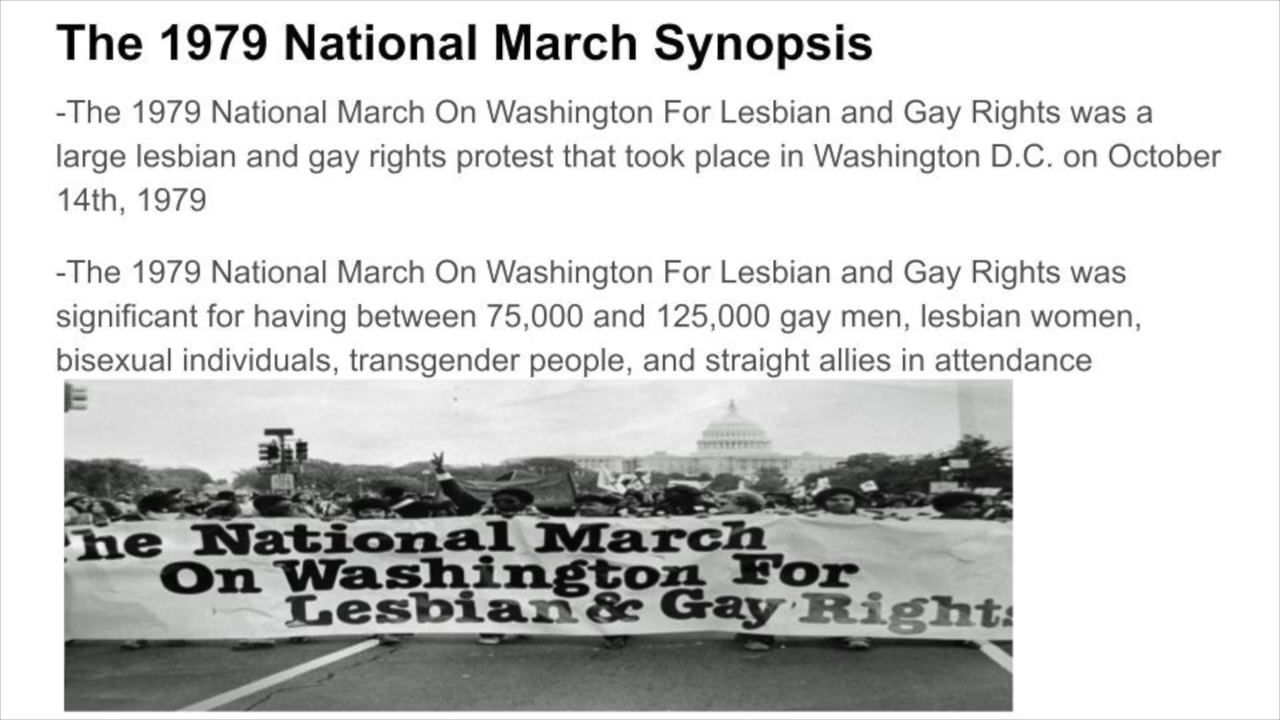 The 1979 National March Synopsis
-The 1979 National March On Washington For Lesbian and Gay Rights was a
large lesbian and gay rights protest that took place in Washington D.C. on October
14th, 1979
-The 1979 National March On Washington For Lesbian and Gay Rights was
significant for having between 75,000 and 125,000 gay men, lesbian women,
bisexual individuals, transgender people, and straight allies in attendance
he National March
On Washington For
Lesbian & Gay Rights